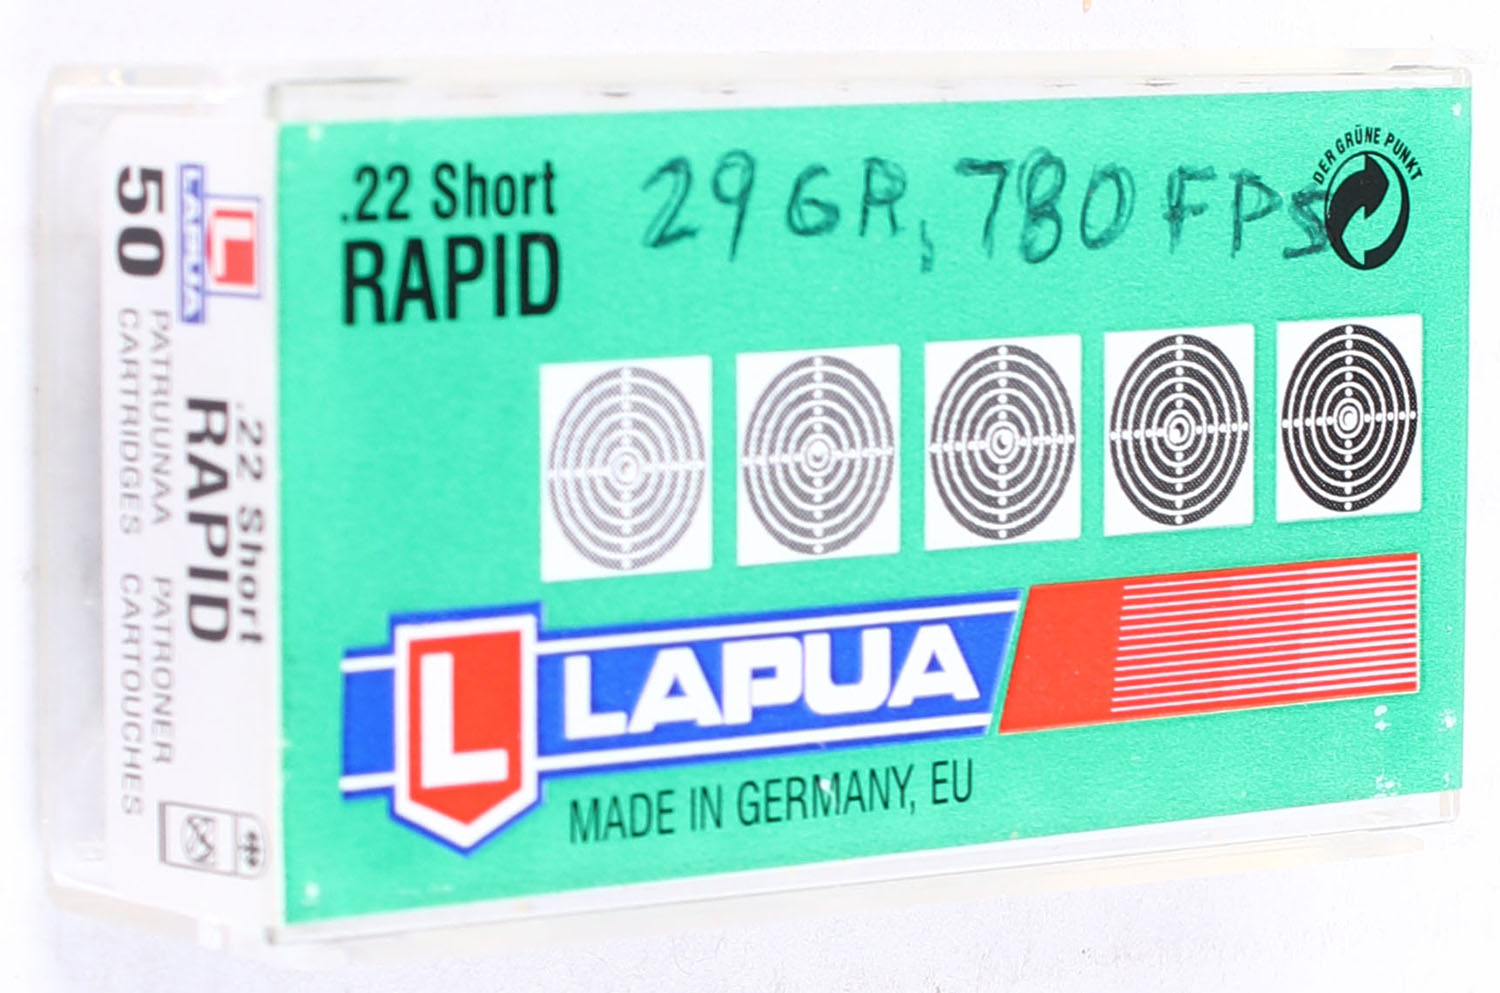 .22 Short
RAPID
29 GR, 780 FPS
DER GRÜNE PUNKT
L LAPUA
MADE IN GERMANY, EU
50
PATRUUNAA PATRONER
CARTRIDGES CARTOUCHES
L
LAPUA
.22 Short
RAPID